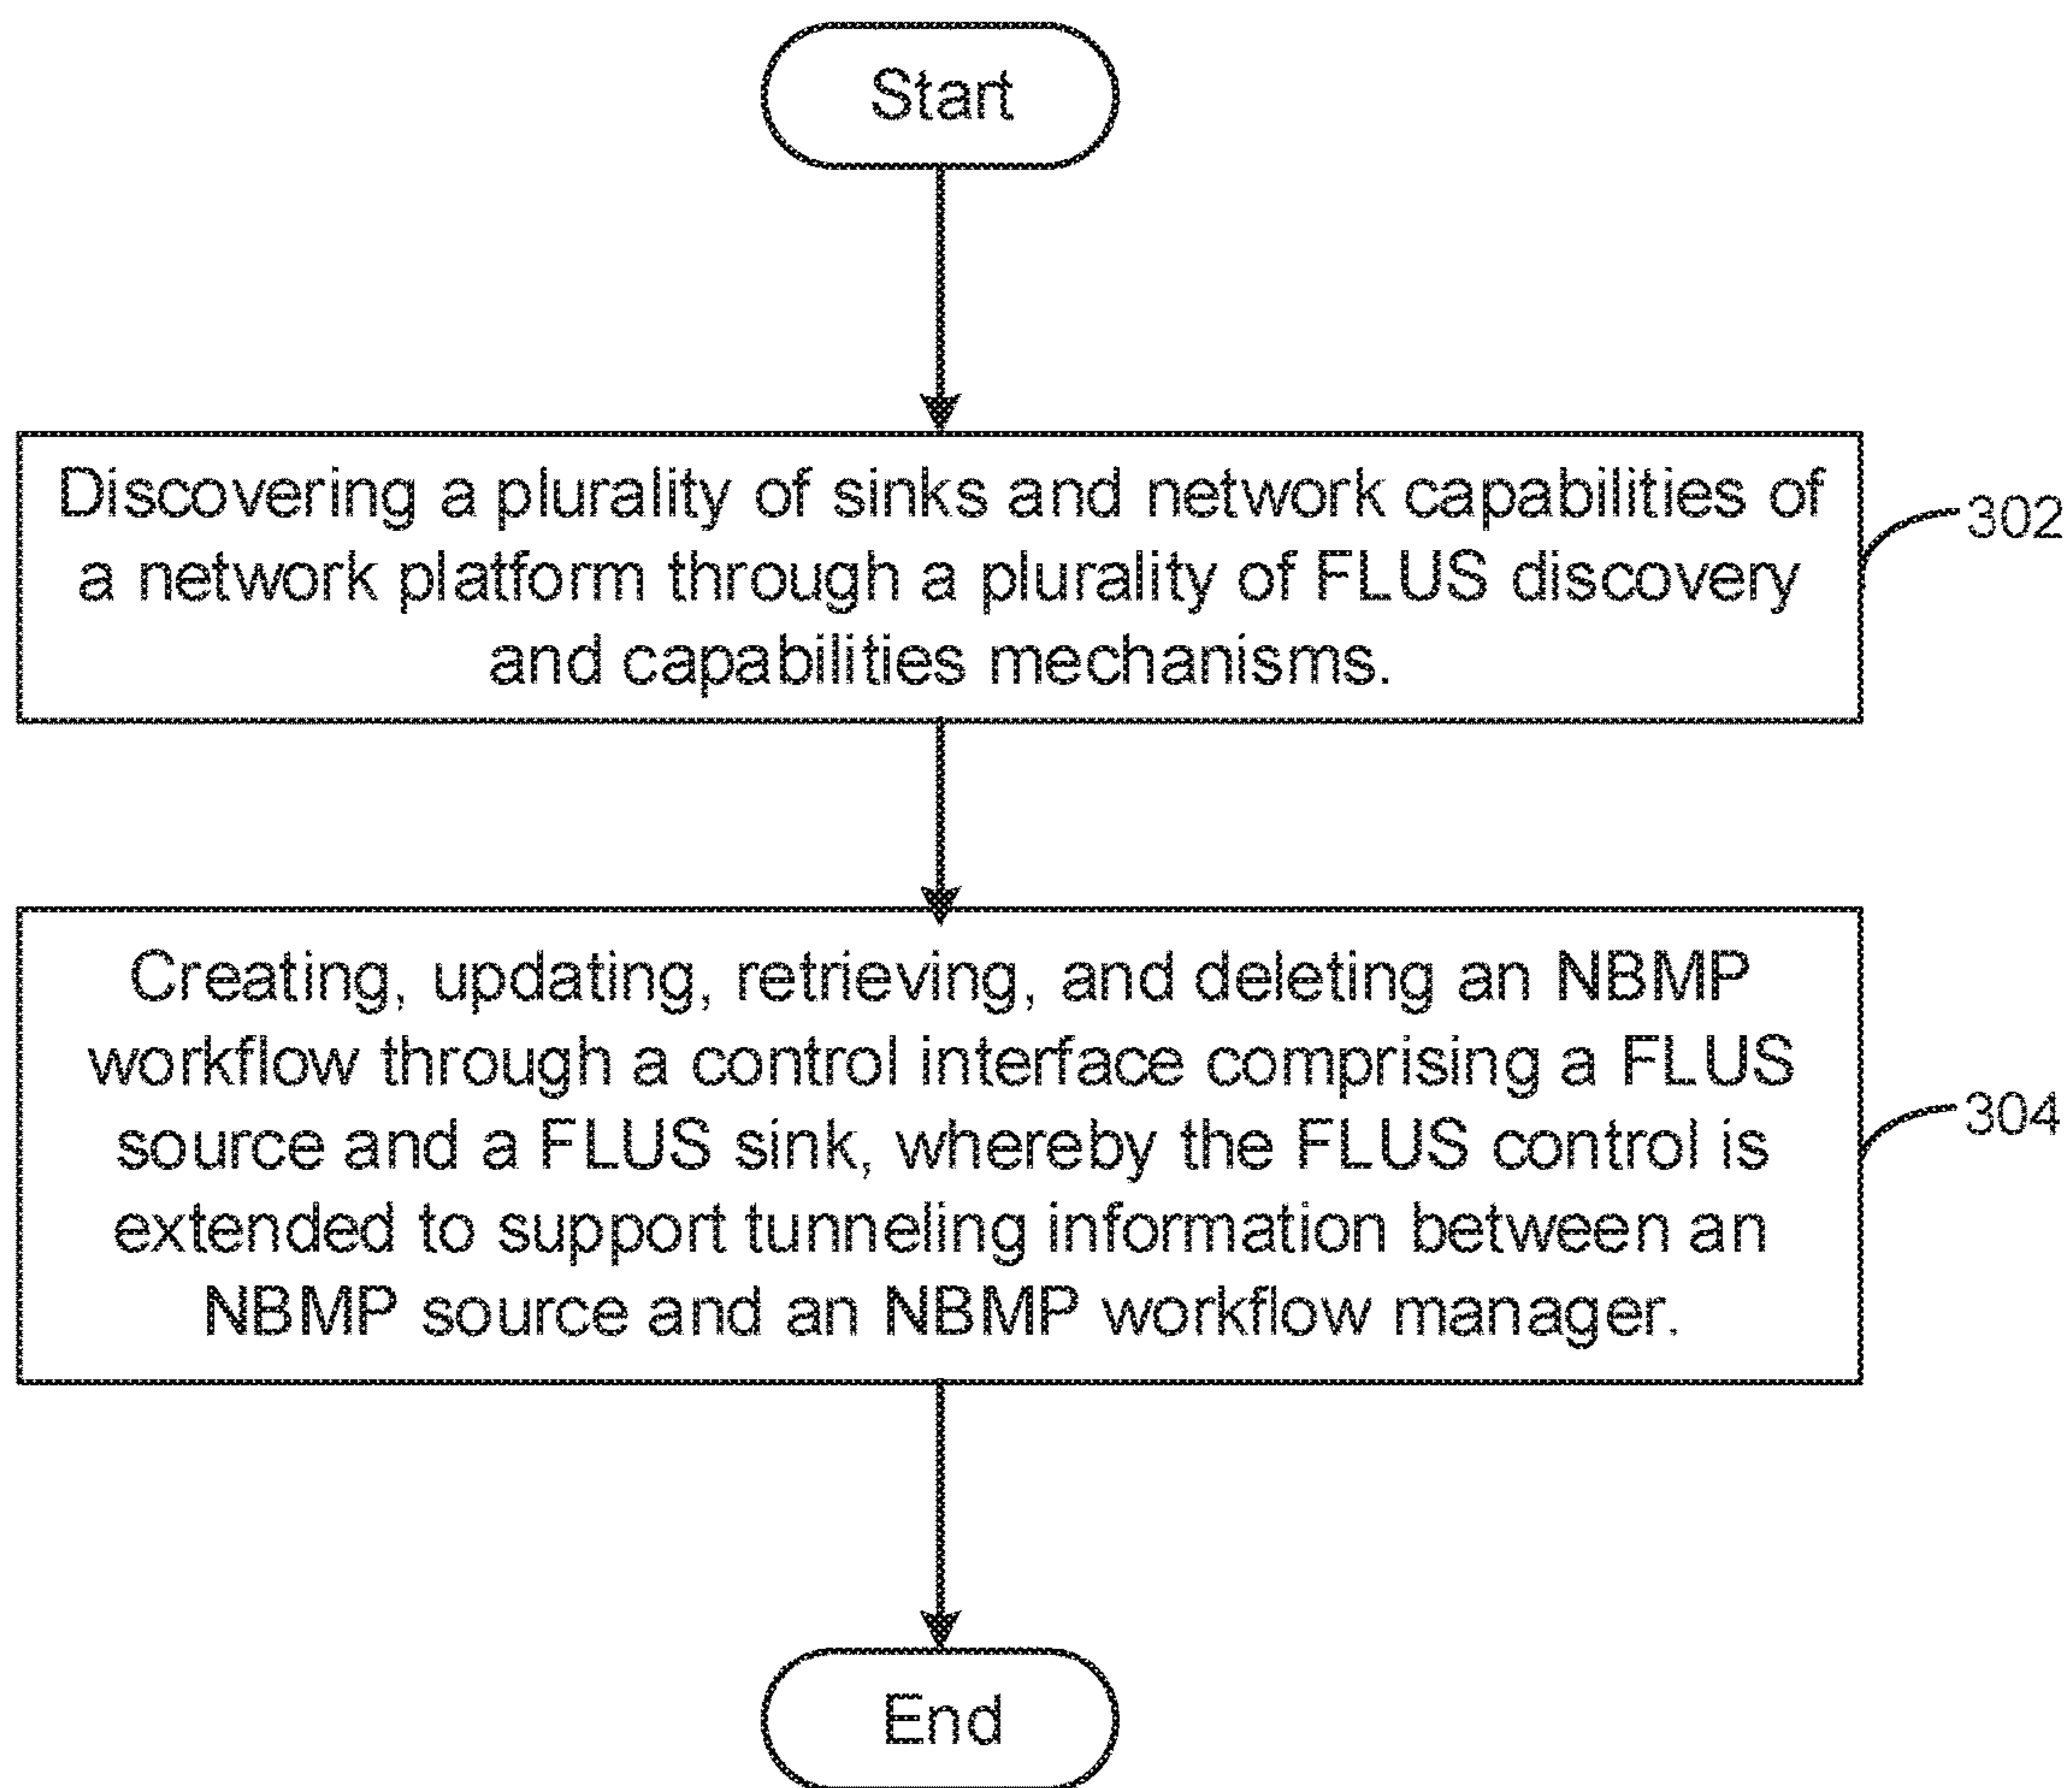 Start
Discovering a plurality of sinks and network capabilities of
a network platform through a plurality of FLUS discovery
and capabilities mechanisms.
302
Creating, updating, retrieving, and deleting an NBMP
workflow through a control interface comprising a FLUS
source and a FLUS sink, whereby the FLUS control is
extended to support tunneling information between an
NBMP source and an NBMP workflow manager.
304
End